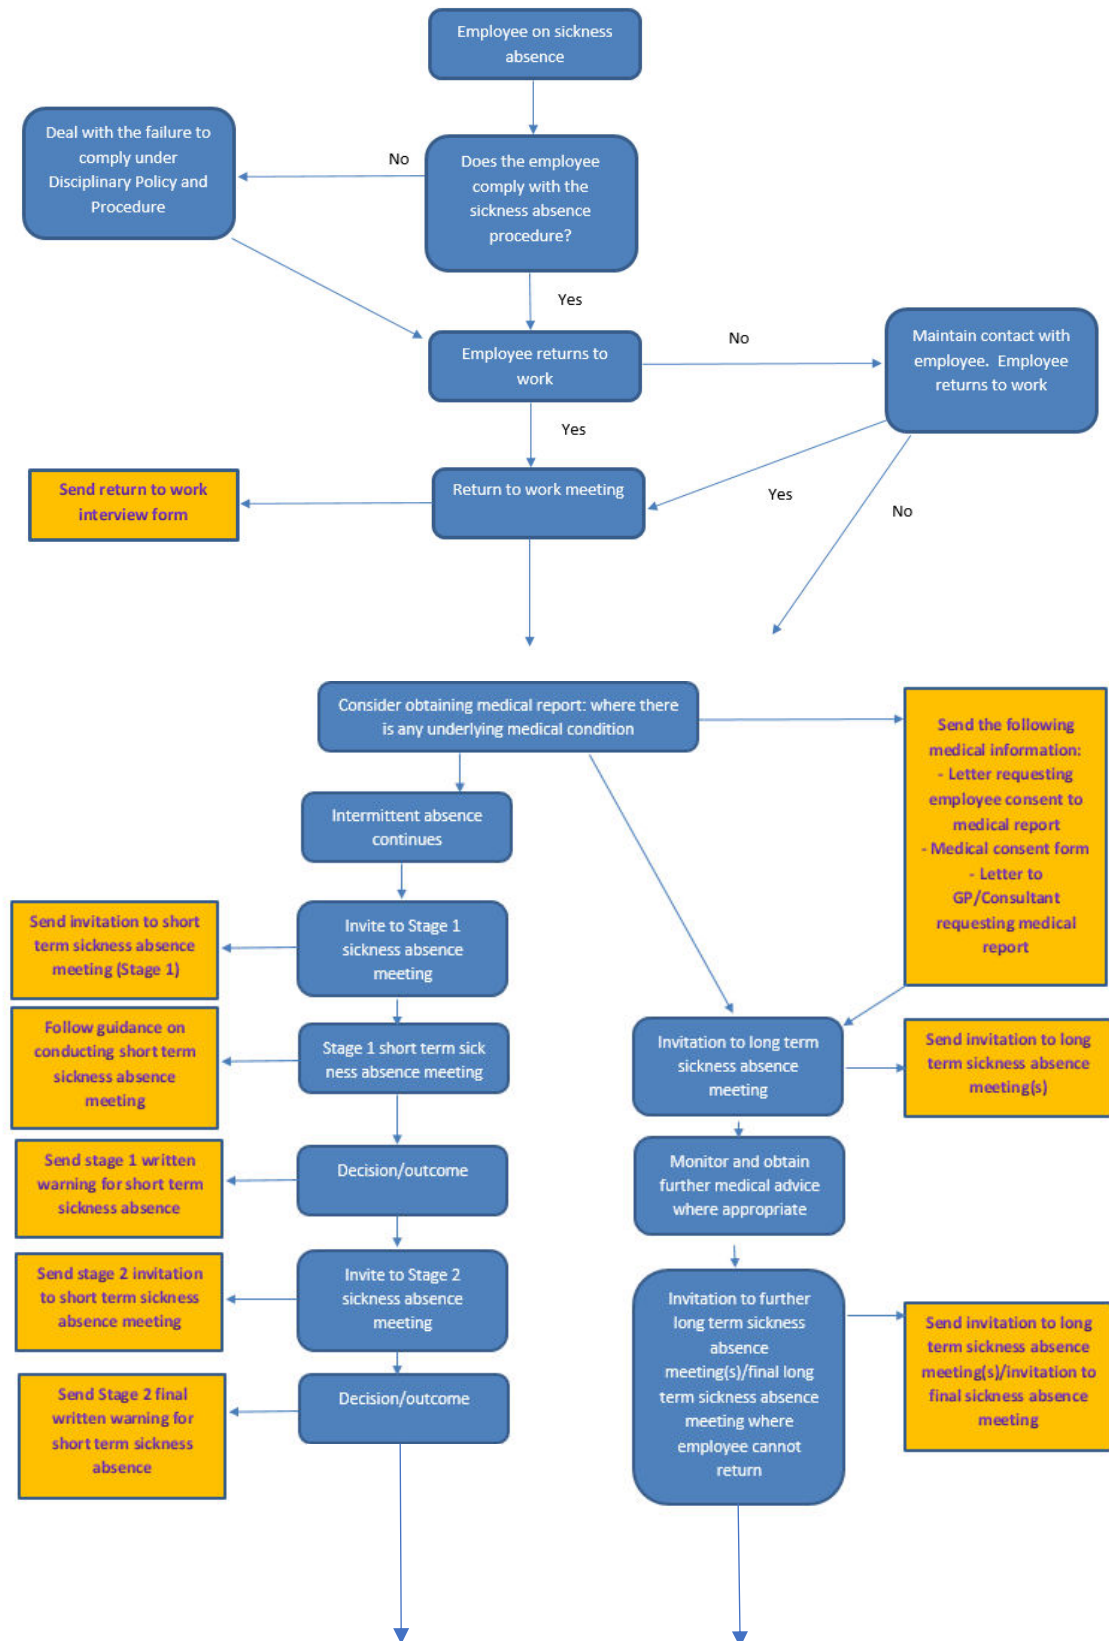 Employee on sickness
absence
Deal with the failure to
comply under
Disciplinary Policy and
Procedure
No
Does the employee
comply with the
sickness absence
procedure?
Yes
Employee returns to
work
No
Maintain contact with
employee.  Employee
returns to work
Yes
Send return to work
interview form
Return to work meeting
Yes
No
Consider obtaining medical report: where there
is any underlying medical condition
Send the following
medical information:
- Letter requesting
employee consent to
medical report
- Medical consent form
- Letter to
GP/Consultant
requesting medical
report
Intermittent absence
continues
Send invitation to short
term sickness absence
meeting (Stage 1)
Invite to Stage 1
sickness absence
meeting
Follow guidance on
conducting short term
sickness absence
meeting
Stage 1 short term sick
ness absence meeting
Invitation to long term
sickness absence
meeting
Send invitation to long
term sickness absence
meeting(s)
Send stage 1 written
warning for short term
sickness absence
Decision/outcome
Monitor and obtain
further medical advice
where appropriate
Send stage 2 invitation
to short term sickness
absence meeting
Invite to Stage 2
sickness absence
meeting
Invitation to further
long term sickness
absence
meeting(s)/final long
term sickness absence
meeting where
employee cannot
return
Send invitation to long
term sickness absence
meeting(s)/invitation to
final sickness absence
meeting
Send Stage 2 final
written warning for
short term sickness
absence
Decision/outcome